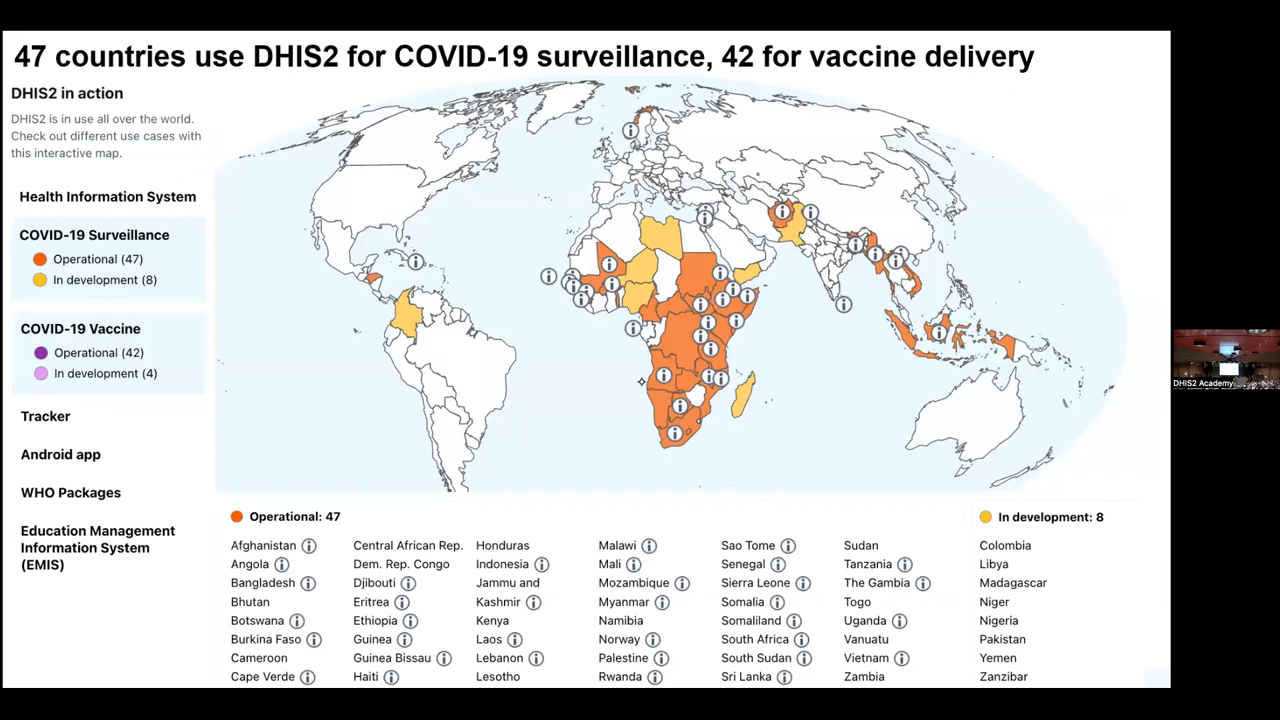 47 countries use DHIS2 for COVID-19 surveillance, 42 for vaccine delivery
DHIS2 in action
DHIS2 is in use all over the world.
Check out different use cases with
this interactive map.
Health Information System
COVID-19 Surveillance
Operational (47)
In development (8)
COVID-19 Vaccine
Operational (42)
In development (4)
Tracker
Android app
WHO Packages
Education Management
Information System
(EMIS)
Operational: 47
Afghanistan
Angola
Bangladesh
Bhutan
Botswana
Burkina Faso
Cameroon
Cape Verde
Central African Rep.
Dem. Rep. Congo
Djibouti
Eritrea
Ethiopia
Guinea
Guinea Bissau
Haiti
Honduras
Indonesia
Jammu and
Kashmir
Kenya
Laos
Lebanon
Lesotho
Malawi
Mali
Mozambique
Myanmar
Namibia
Norway
Palestine
Rwanda
Sao Tome
Senegal
Sierra Leone
Somalia
Somaliland
South Africa
South Sudan
Sri Lanka
Sudan
Tanzania
The Gambia
Togo
Uganda
Vanuatu
Vietnam
Zambia
In development: 8
Colombia
Libya
Madagascar
Niger
Nigeria
Pakistan
Yemen
Zanzibar
DHIS2 Academy